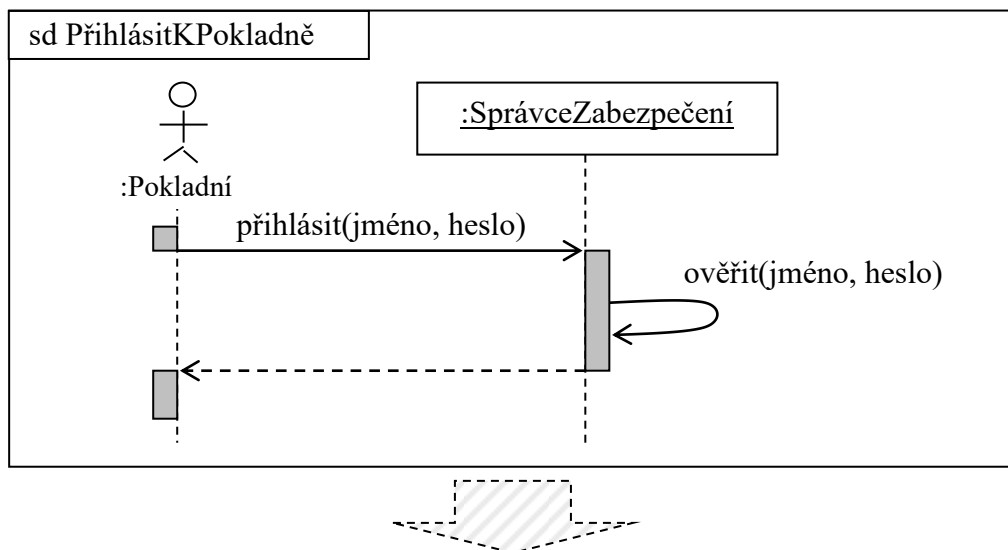 sd PřihlásitKPokladně
:SprávceZabezpečení
:Pokladní
přihlásit(jméno, heslo)
ověřit(jméno, heslo)